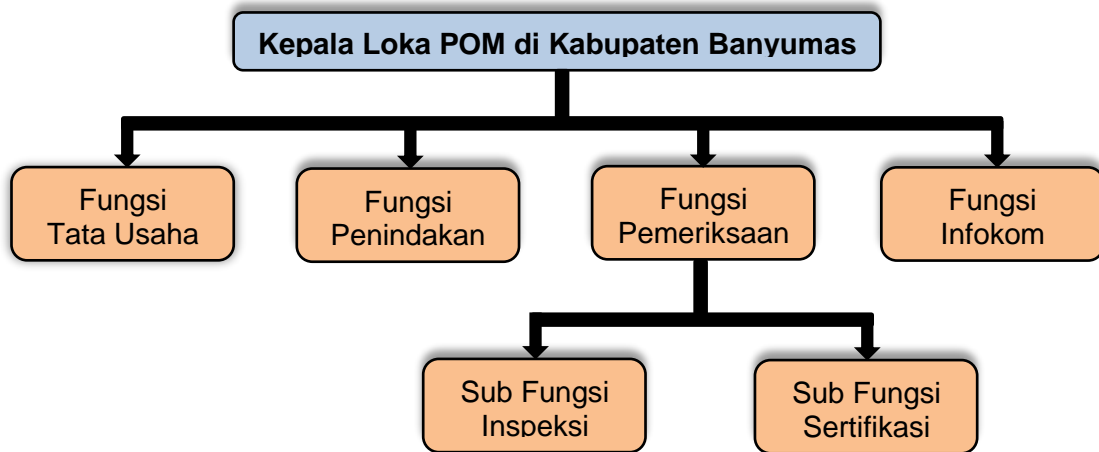 Kepala Loka POM di Kabupaten Banyumas
Fungsi
Tata Usaha
Fungsi
Penindakan
Fungsi
Pemeriksaan
Fungsi
Infokom
Sub Fungsi
Inspeksi
Sub Fungsi
Sertifikasi